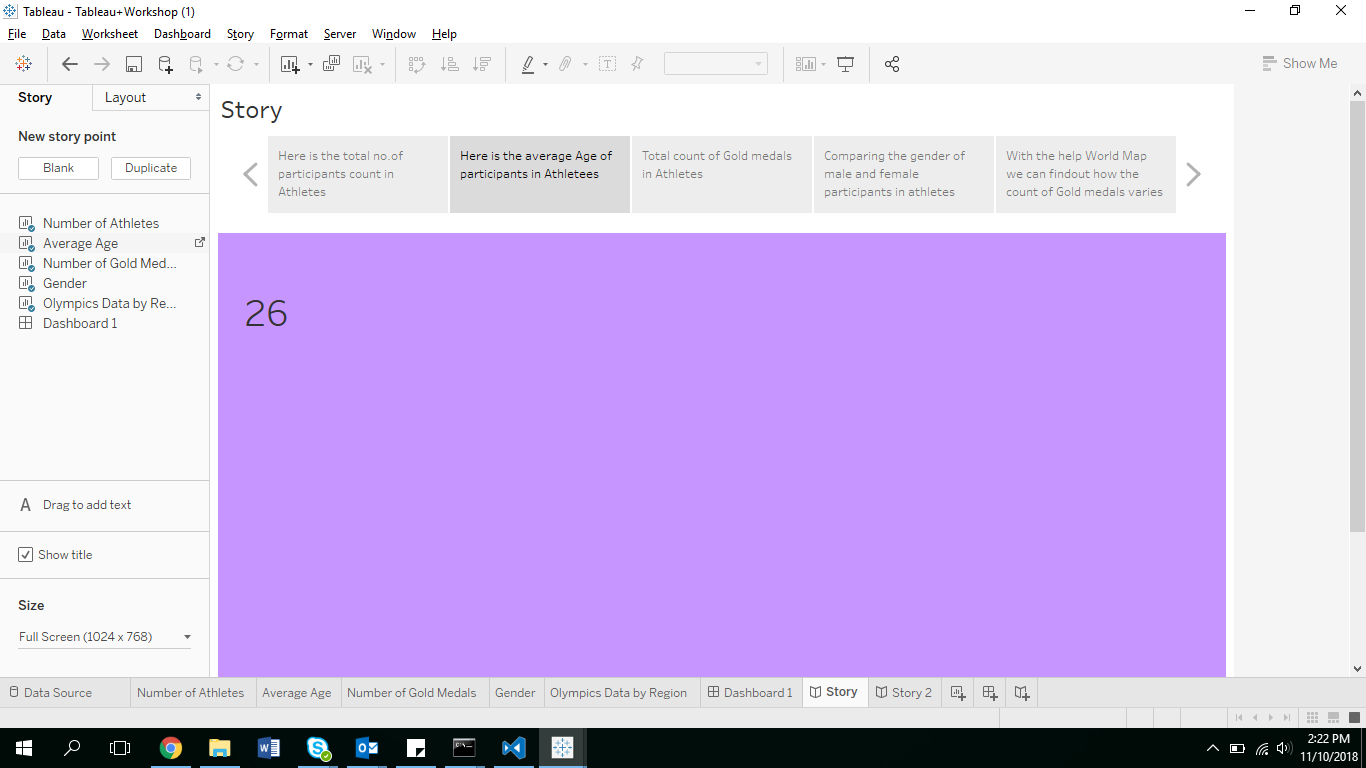 Tableau - Tableau+Workshop (1)
File Data Worksheet Dashboard Story Format Server Window Help
Show Me
Story Layout
New story point
Blank Duplicate
Number of Athletes
Average Age
Number of Gold Med...
Gender
Olympics Data by Re...
Dashboard 1
A Drag to add text
Show title
Size
Full Screen (1024 x 768)
Story
Here is the total no.of
participants count in
Athletes
Here is the average Age of
participants in Athletees
Total count of Gold medals
in Athletes
Comparing the gender of
male and female
participants in athletes
With the help World Map
we can findout how the
count of Gold medals varies
26
Data Source Number of Athletes Average Age Number of Gold Medals Gender Olympics Data by Region Dashboard 1 Story Story 2
2:22 PM
11/10/2018